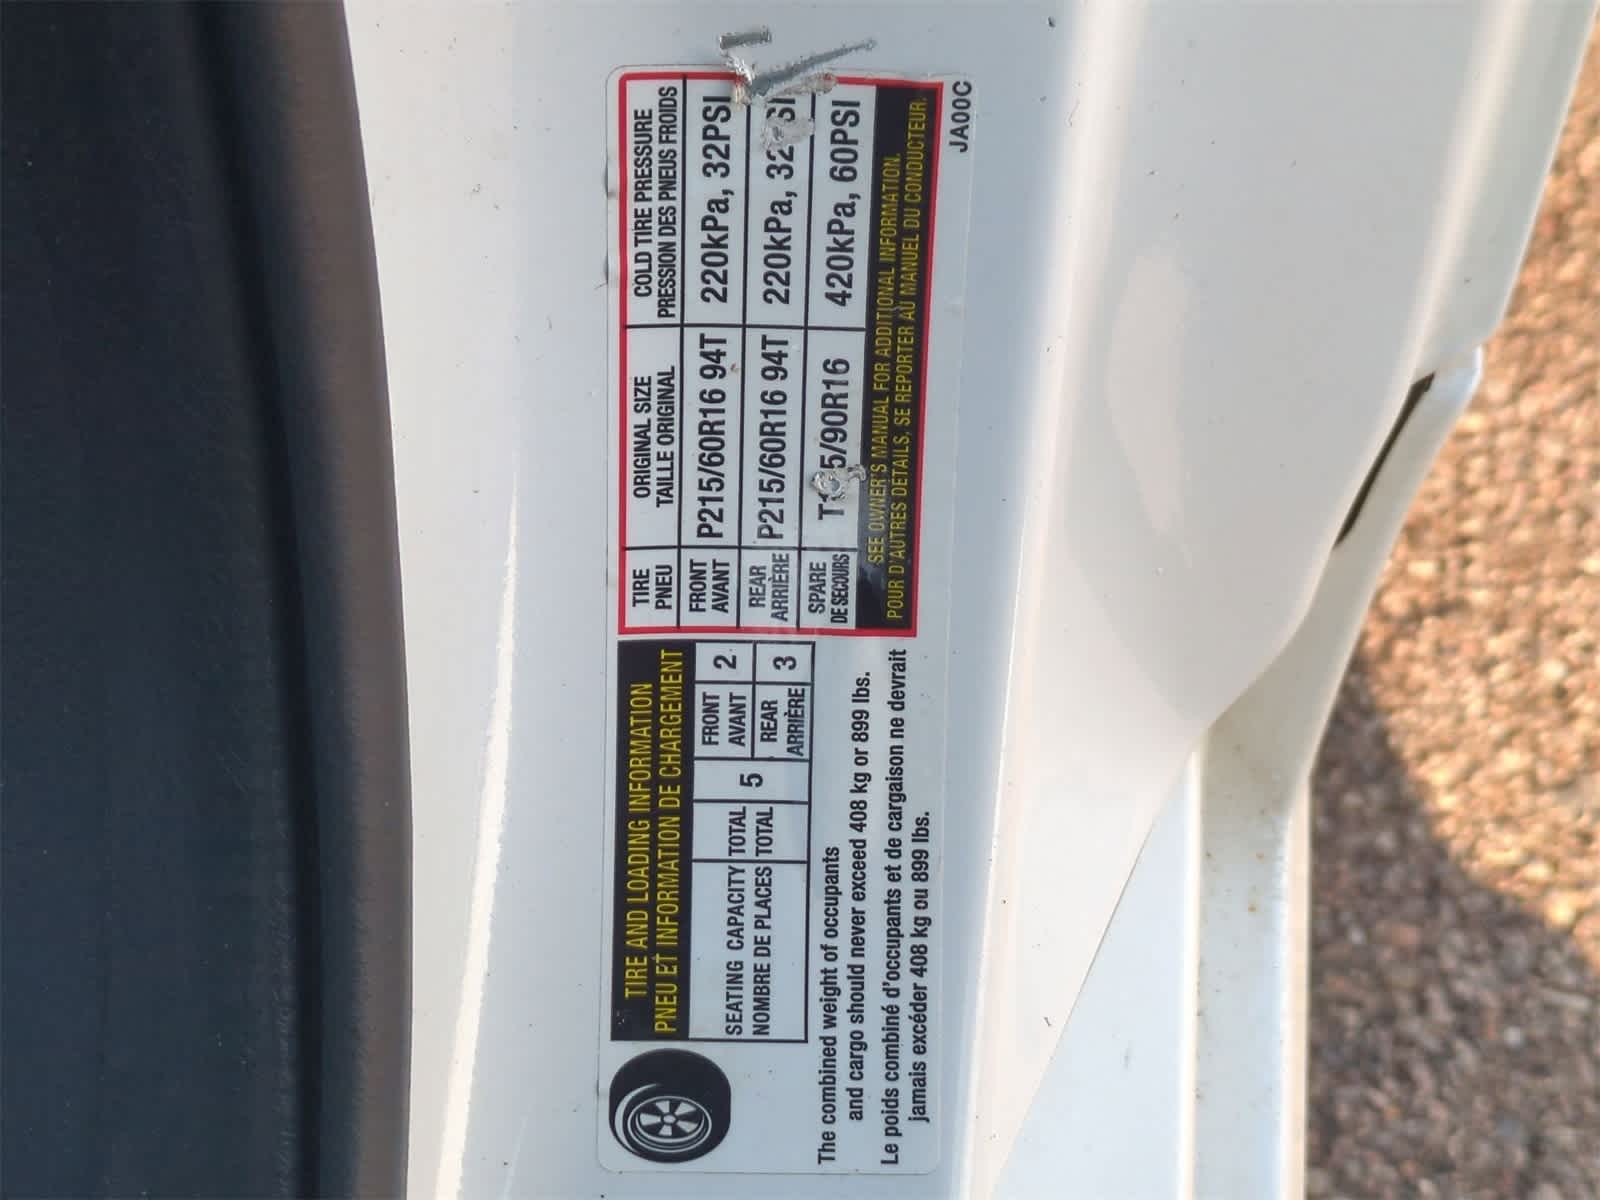 TIRE AND LOADING INFORMATION
PNEU ET INFORMATION DE CHARGEMENT
SEATING CAPACITY
NOMBRE DE PLACES
TOTAL
TOTAL
5
FRONT
AVANT
2
REAR
ARRIÈRE
3
The combined weight of occupants
and cargo should never exceed 408 kg or 899 lbs.
Le poids combiné d'occupants et de cargaison ne devrait
jamais excéder 408 kg ou 899 lbs.
TIRE
PNEU
ORIGINAL SIZE
TAILLE ORIGINAL
COLD TIRE PRESSURE
PRESSION DES PNEUS FROIDS
FRONT
AVANT
P215/60R16 94T
220kPa, 32PSI
REAR
ARRIÈRE
P215/60R16 94T
220kPa, 32PSI
SPARE
DE SECOURS
420kPa, 60PSI
SEE OWNER'S MANUAL FOR ADDITIONAL INFORMATION.
POUR D'AUTRES DÉTAILS, SE REPORTER AU MANUEL DU CONDUCTEUR.
JA00C